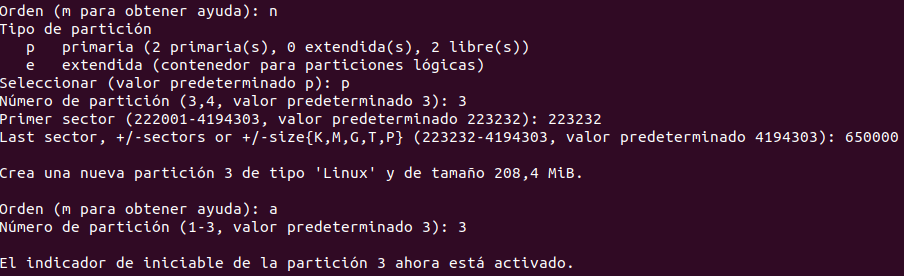 Orden (m para obtener ayuda): n
Tipo de partición
   p   primaria (2 primaria(s), 0 extendida(s), 2 libre(s))
   e   extendida (contenedor para particiones lógicas)
Seleccionar (valor predeterminado p): p
Número de partición (3,4, valor predeterminado 3): 3
Primer sector (222001-4194303, valor predeterminado 223232): 223232
Last sector, +/-sectors or +/-size{K,M,G,T,P} (223232-4194303, valor predeterminado 4194303): 650000
Crea una nueva partición 3 de tipo 'Linux' y de tamaño 208,4 MiB.
Orden (m para obtener ayuda): a
Número de partición (1-3, valor predeterminado 3): 3
El indicador de iniciable de la partición 3 ahora está activado.